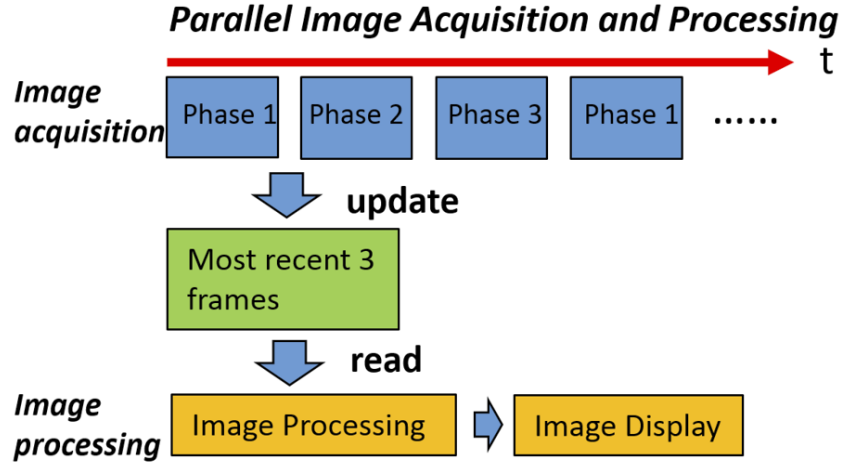 Parallel Image Acquisition and Processing
t
Image
acquisition
Phase 1
Phase 2
Phase 3
Phase 1
......
update
Most recent 3
frames
read
Image
processing
Image Processing
Image Display